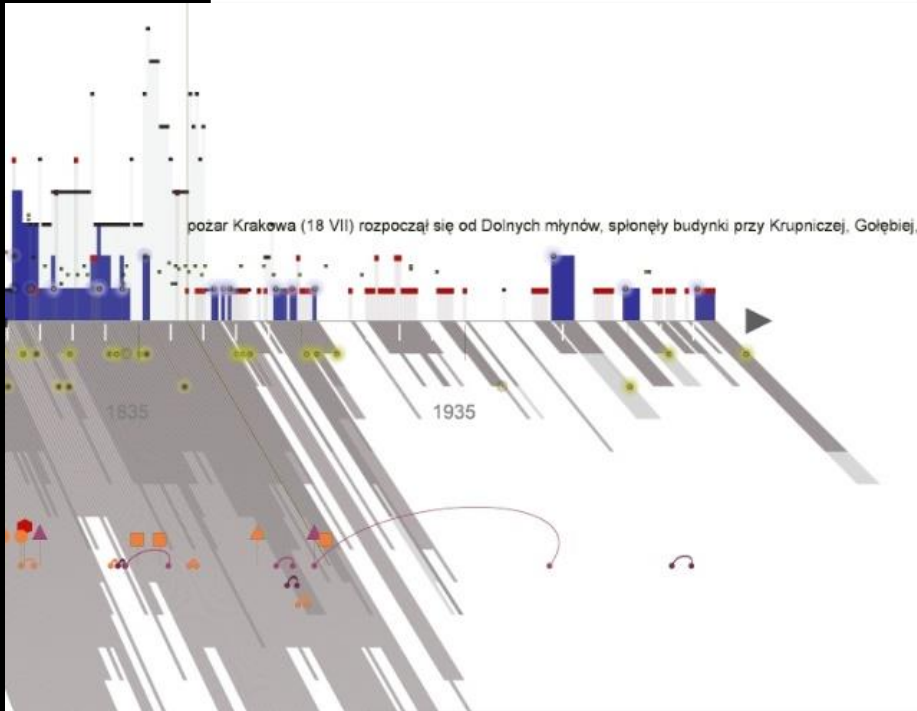 pożar Krakowa (18 VII) rozpoczął się od Dolnych młynów, spłonęły budynki przy Krupniczej, Gołębiej,
1835
1935